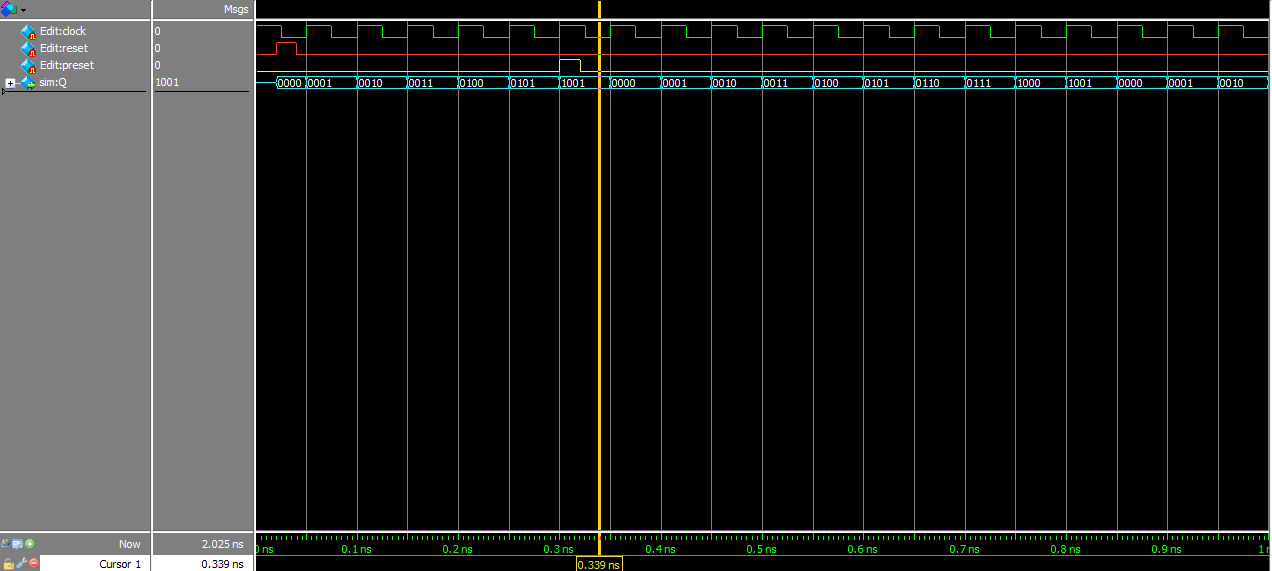 Msgs
Edit:clock 0
Edit:reset 0
Edit:preset 0
sim:Q 1001 0000 0001 0010 0011 0100 0101 1001 0000 0001 0010 0011 0100 0101 0110 0111 1000 1001 0000 0001 0010
Now 2.025 ns ns 0.1 ns 0.2 ns 0.3 ns 0.4 ns 0.5 ns 0.6 ns 0.7 ns 0.8 ns 0.9 ns 1
Cursor 1 0.339 ns 0.339 ns